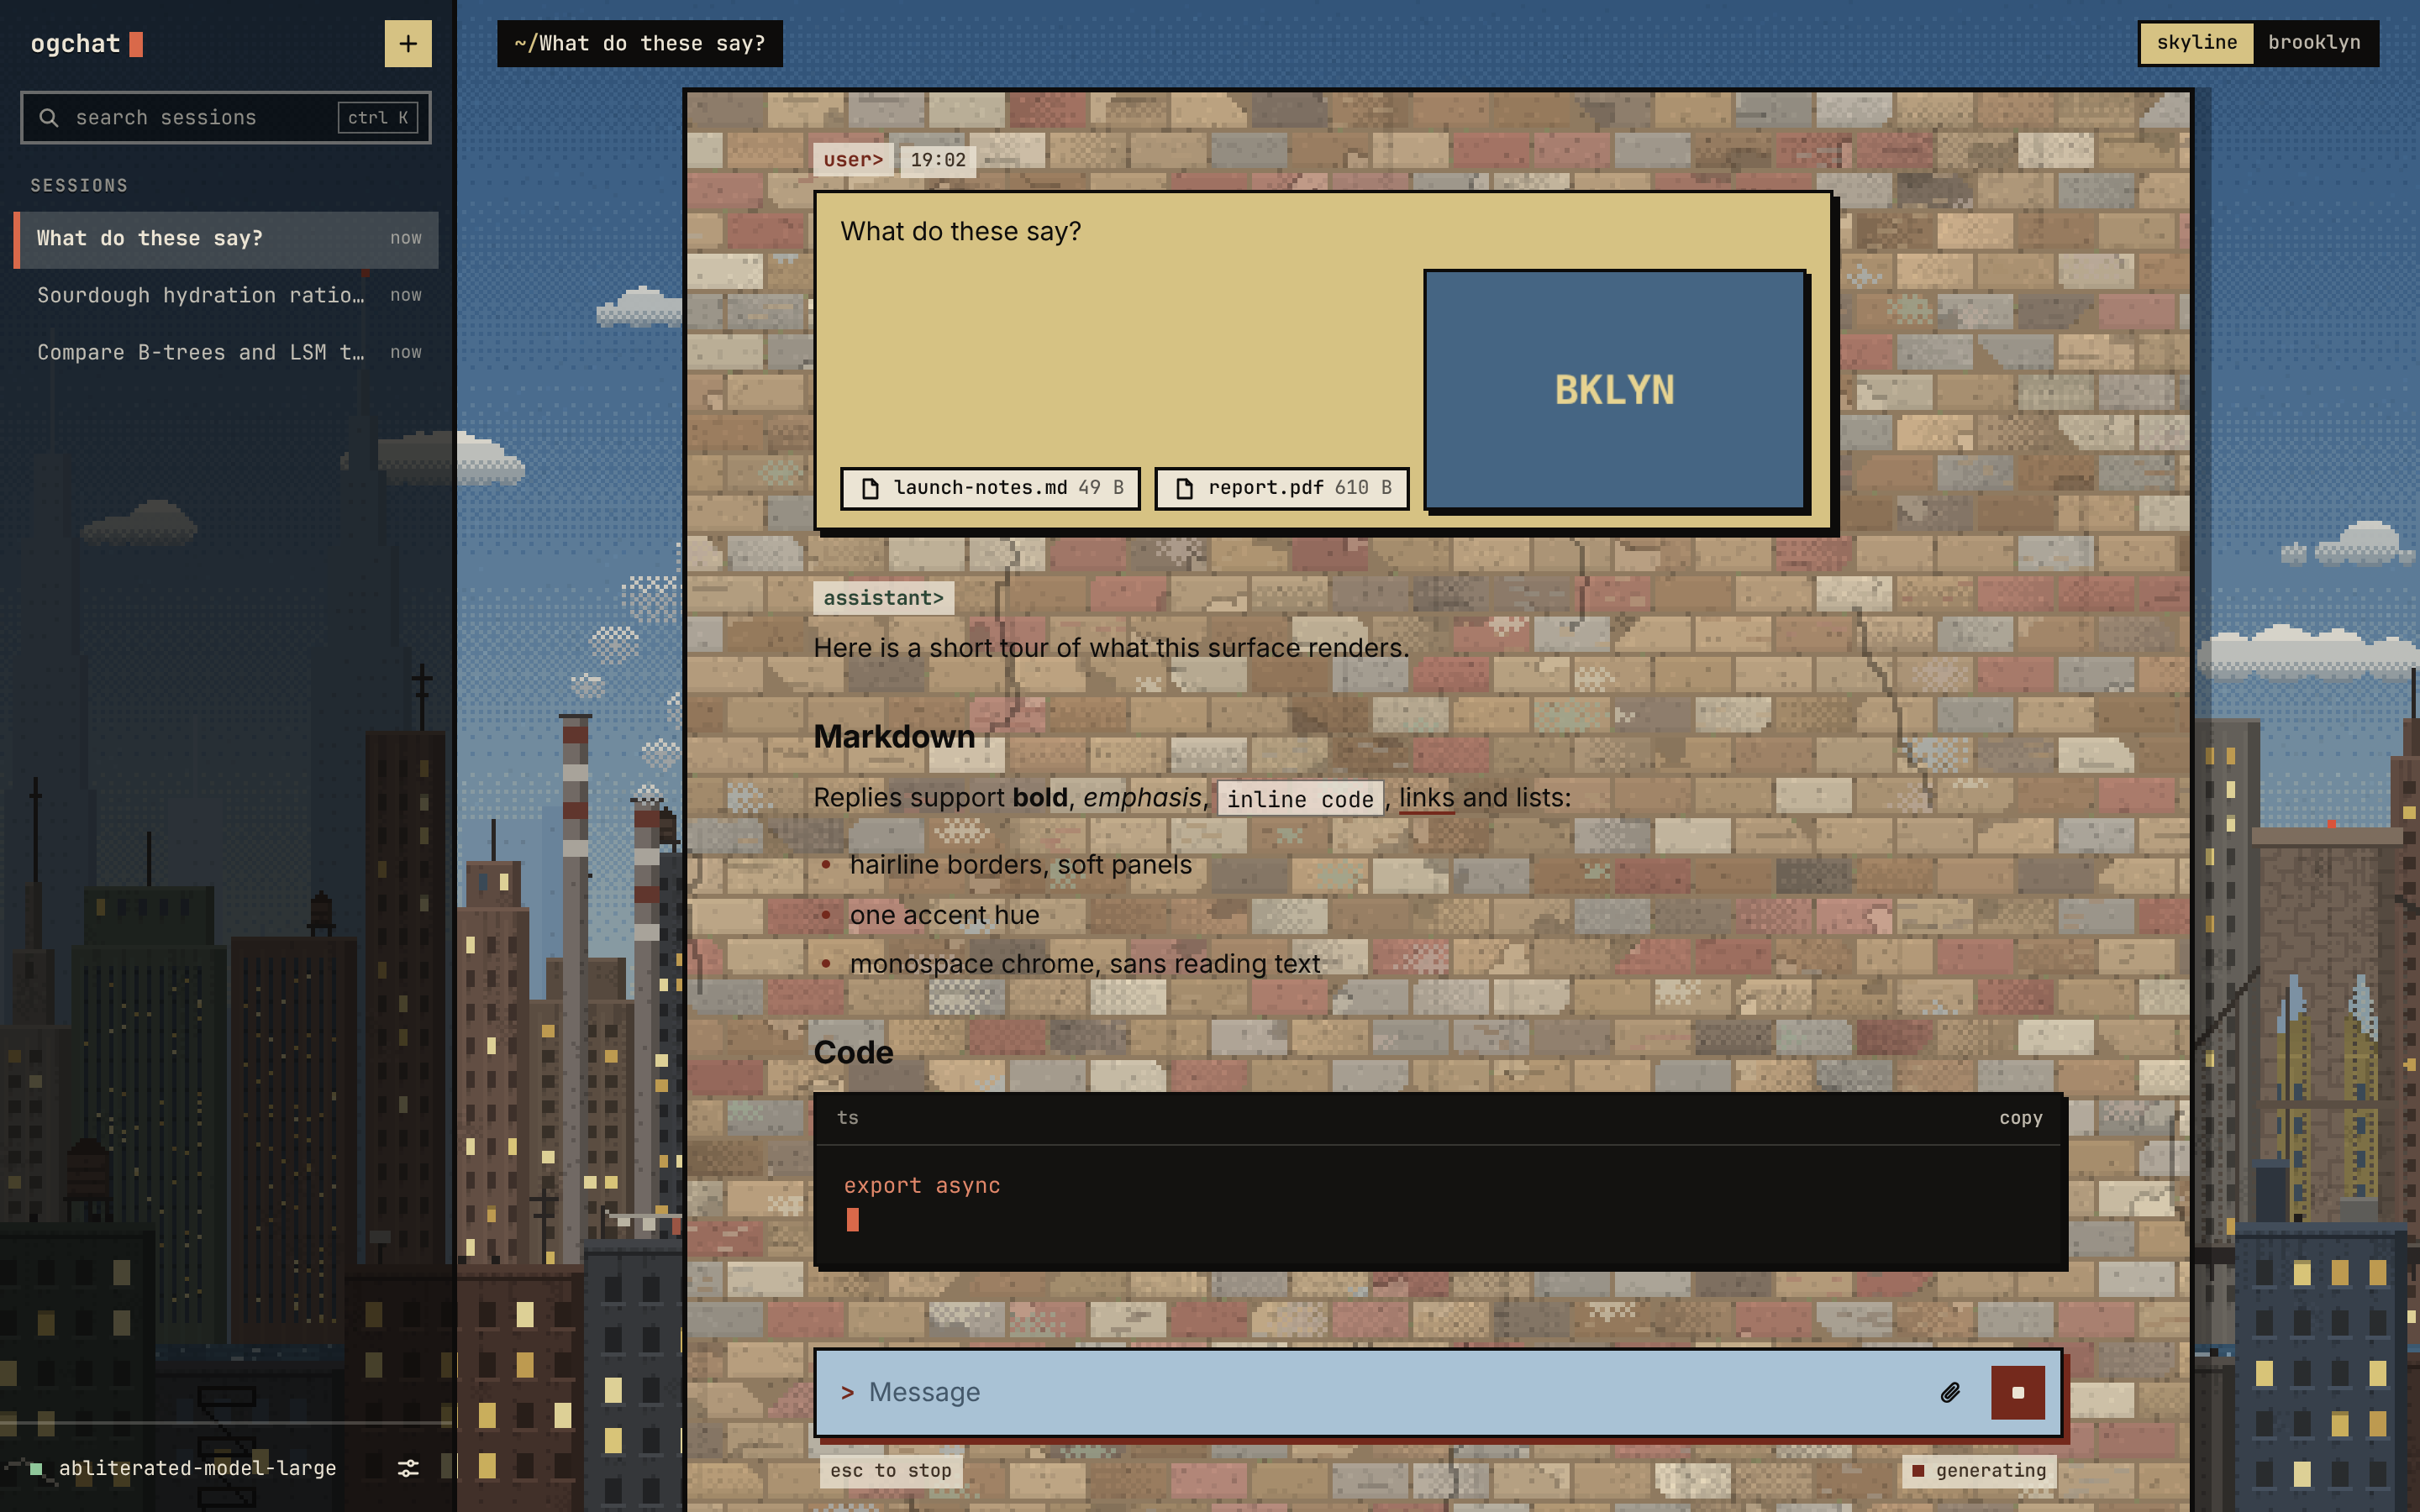 ogchat
+
search sessions ctrl K
SESSIONS
What do these say? now
Sourdough hydration ratio… now
Compare B-trees and LSM t… now
abliterated-model-large
~/What do these say?
skyline brooklyn
user> 19:02
What do these say?
launch-notes.md 49 B
report.pdf 610 B
BKLYN
assistant>
Here is a short tour of what this surface renders.
Markdown
Replies support bold, emphasis, inline code, links and lists:
• hairline borders, soft panels
• one accent hue
• monospace chrome, sans reading text
Code
ts copy
export async
> Message
esc to stop generating